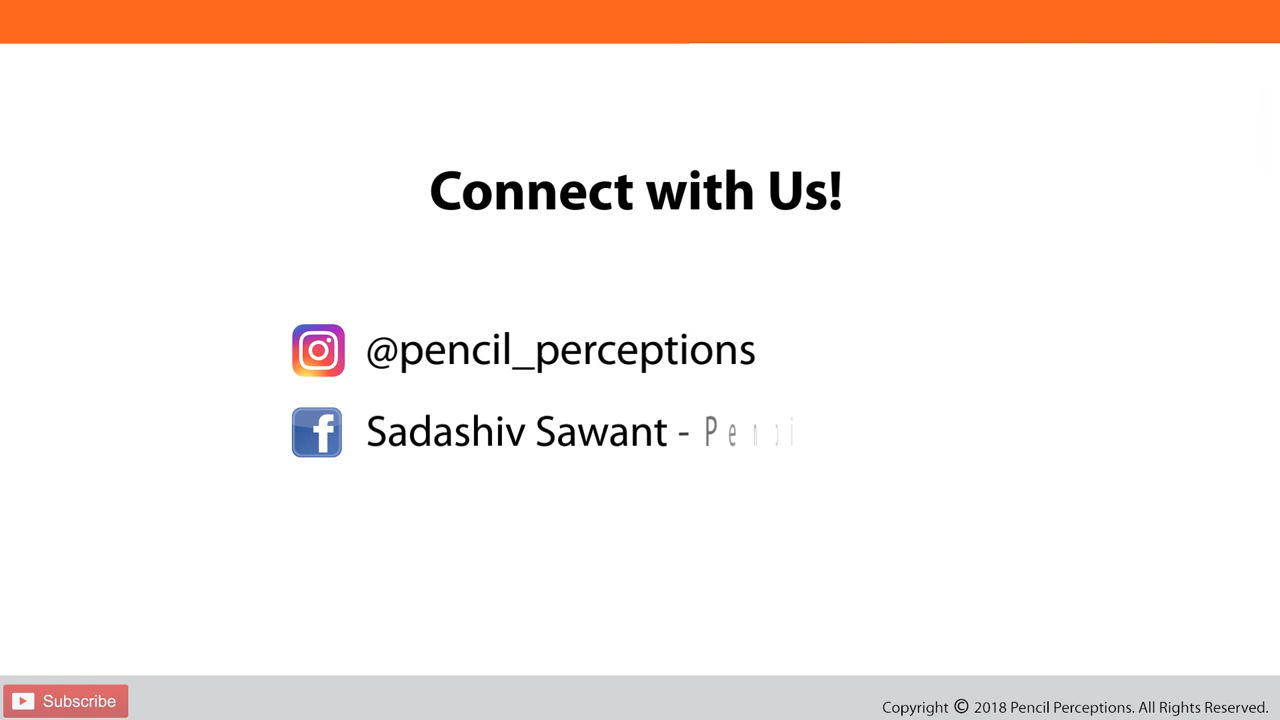 Connect with Us!
@pencil_perceptions
Sadashiv Sawant -
Subscribe
Copyright © 2018 Pencil Perceptions. All Rights Reserved.